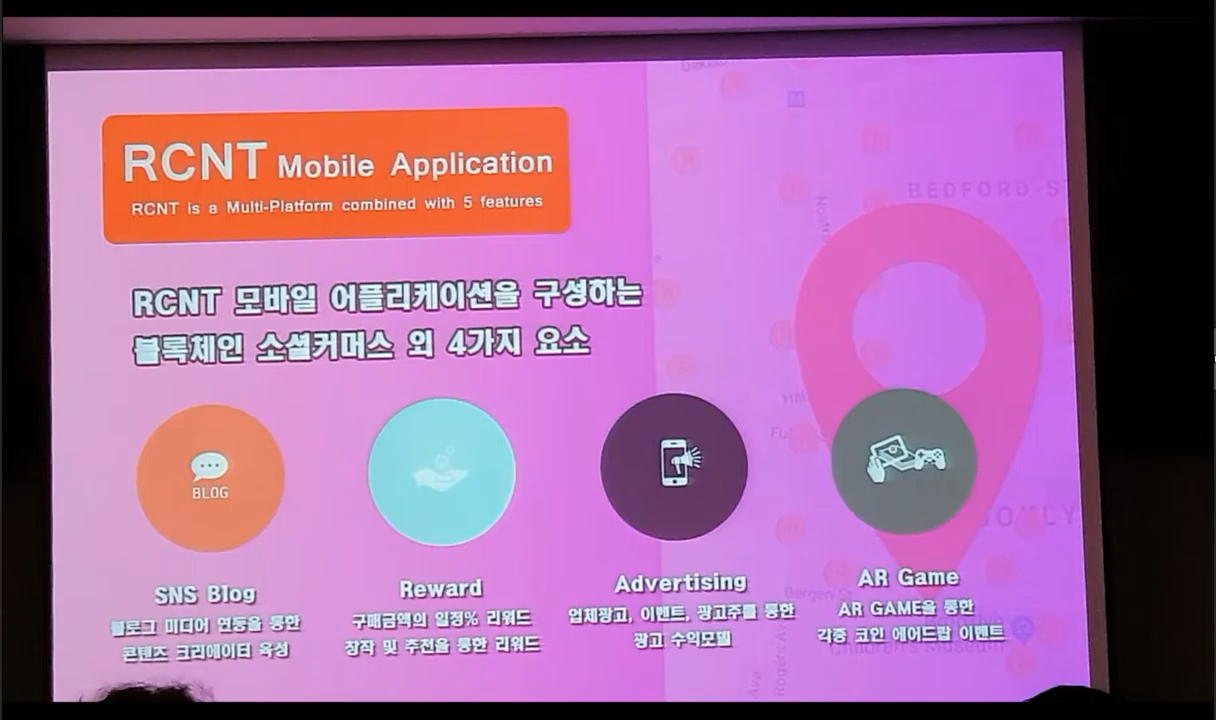 RCNT Mobile Application
RCNT is a Multi-Platform combined with 5 features
RCNT 모바일 어플리케이션을 구성하는
블록체인 소셜커머스 외 4가지 요소
BLOG
SNS Blog
블로그 미디어 연동을 통한
콘텐츠 크리에이터 육성
Reward
구매금액의 일정% 리워드
창작 및 추천을 통한 리워드
Advertising
업체광고, 이벤트, 광고주를 통한
광고 수익모델
AR Game
AR GAME을 통한
각종 코인 에어드랍 이벤트
BEDFORD-S
Bergen St
Rogers Av
Children's Museum